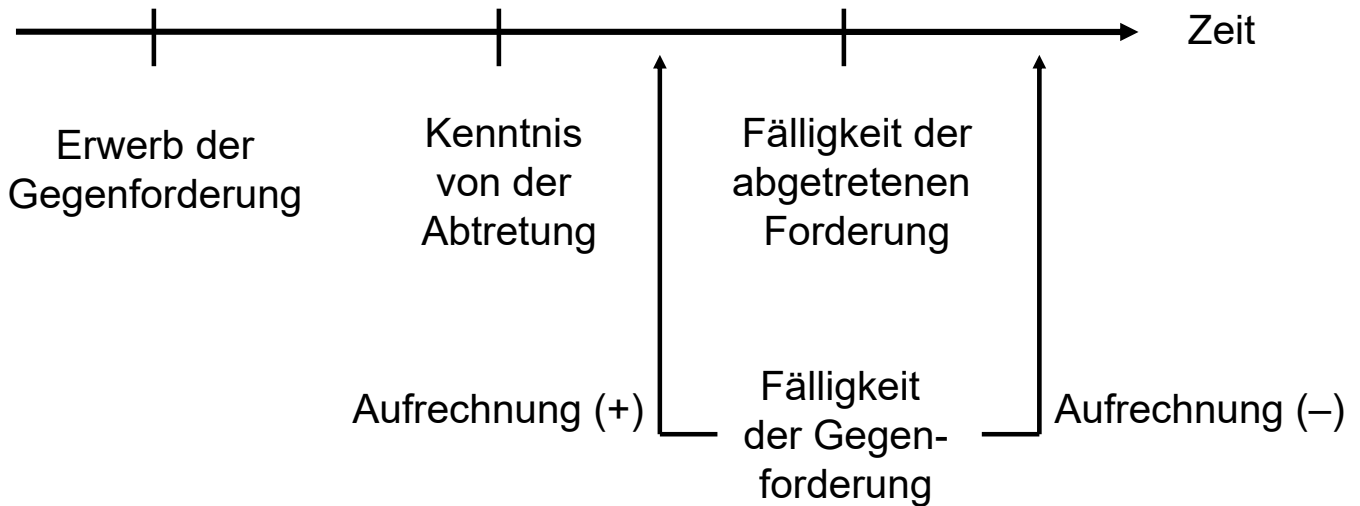 Zeit
Erwerb der
Gegenforderung
Kenntnis
von der
Abtretung
Fälligkeit der
abgetretenen
Forderung
Aufrechnung (+)
Fälligkeit
der Gegen-
forderung
Aufrechnung (–)